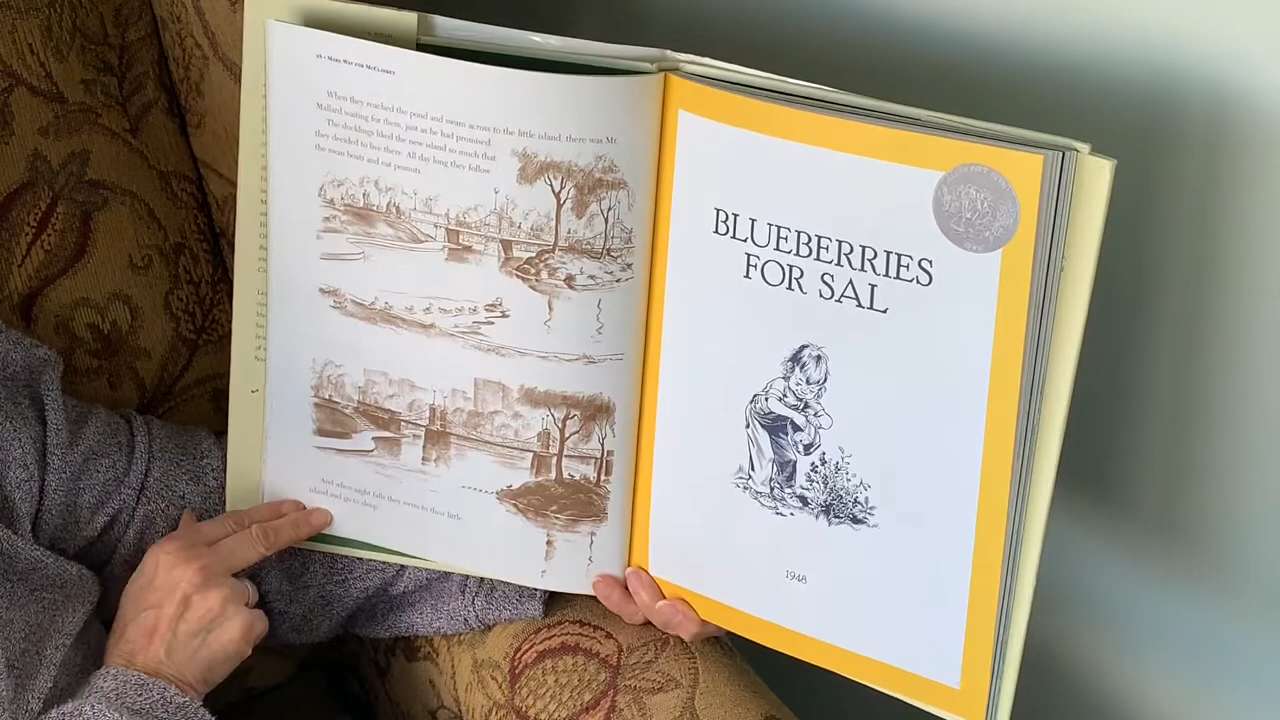 28 • Make Way for McCloskey
When they reached the pond and swam across to the little island, there was Mr.
Mallard waiting for them, just as he had promised.
The ducklings liked the new island so much that
they decided to live there. All day long they follow
the swan boats and eat peanuts.
And when night falls they swim to their little
island and go to sleep.
BLUEBERRIES
FOR SAL
1948